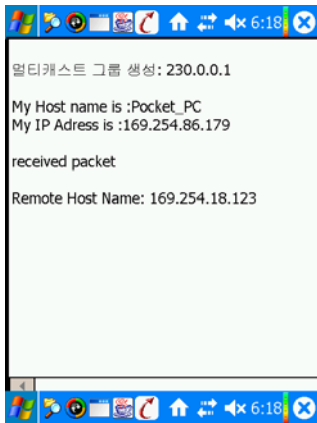 6:18
멀티캐스트 그룹 생성: 230.0.0.1
My Host name is :Pocket_PC
My IP Adress is :169.254.86.179
received packet
Remote Host Name: 169.254.18.123
6:18